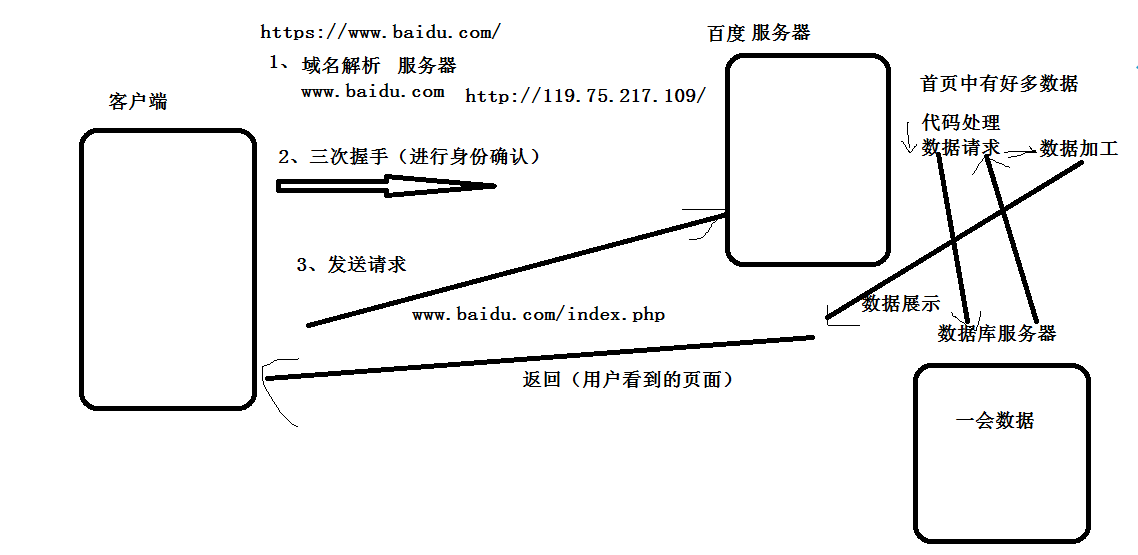 https://www.baidu.com/
1、域名解析 服务器
www.baidu.com http://119.75.217.109/
客户端
2、三次握手（进行身份确认）
3、发送请求
www.baidu.com/index.php
返回（用户看到的页面）
百度 服务器
首页中有好多数据
代码处理
数据请求 数据加工
数据展示
数据库服务器
一会数据